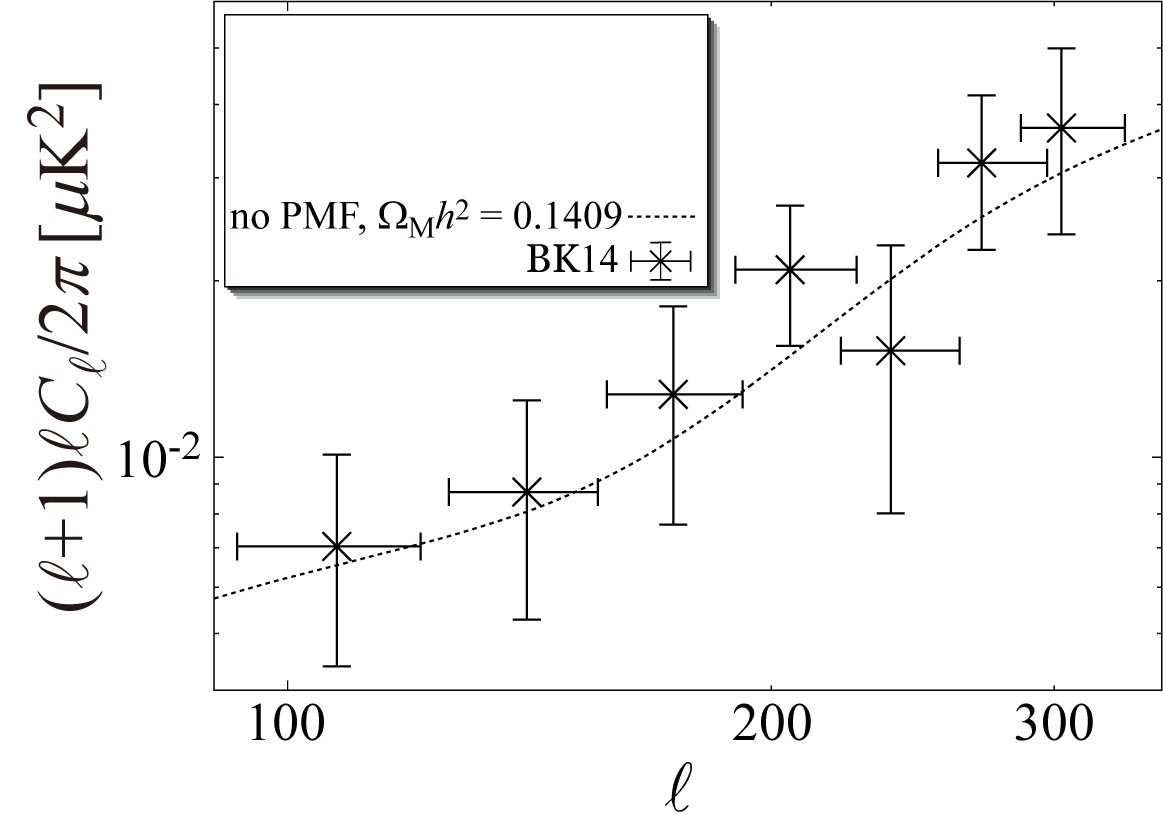 (ℓ+1)ℓC_ℓ/2π [μK²]
no PMF, Ω_M h² = 0.1409
BK14
10⁻²
100 200 300
ℓ